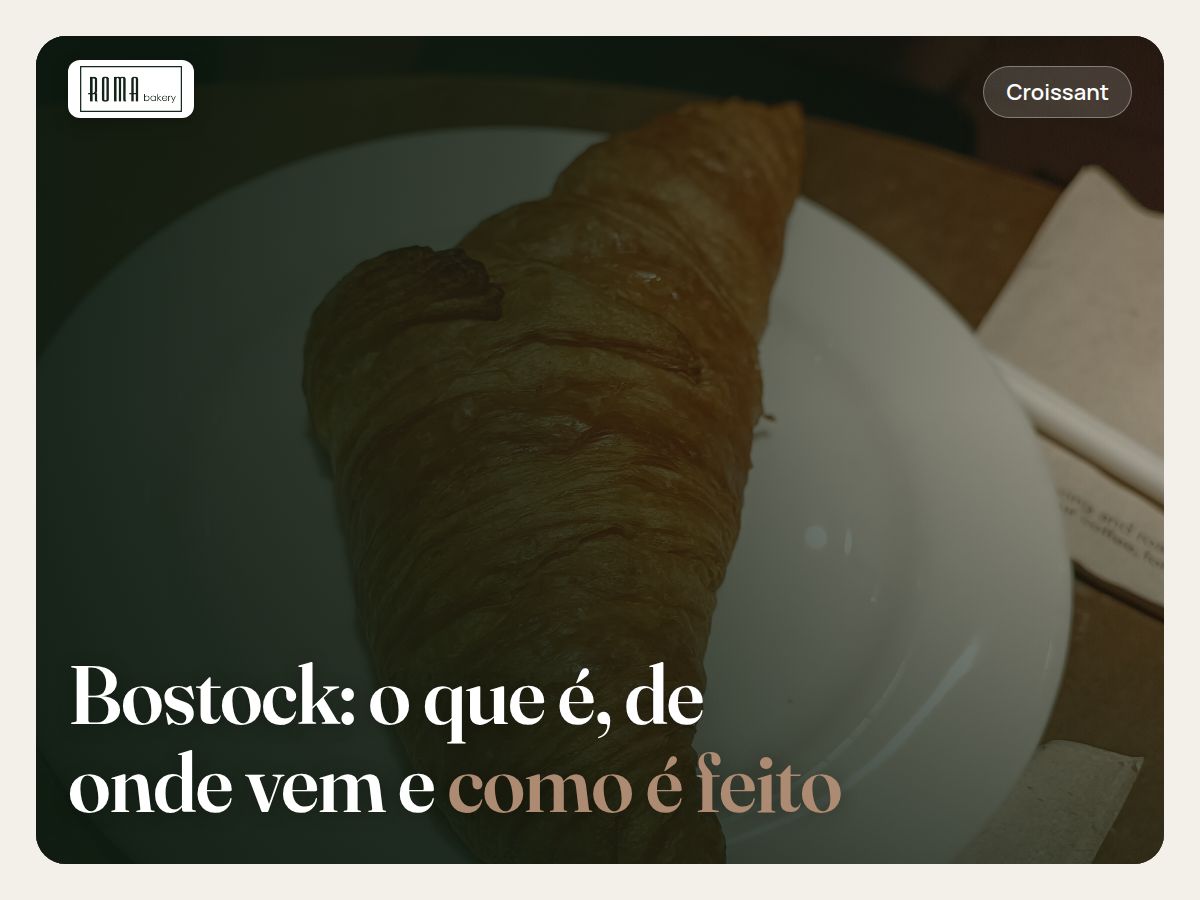 ROMA bakery
Croissant
Bostock: o que é, de
onde vem e como é feito